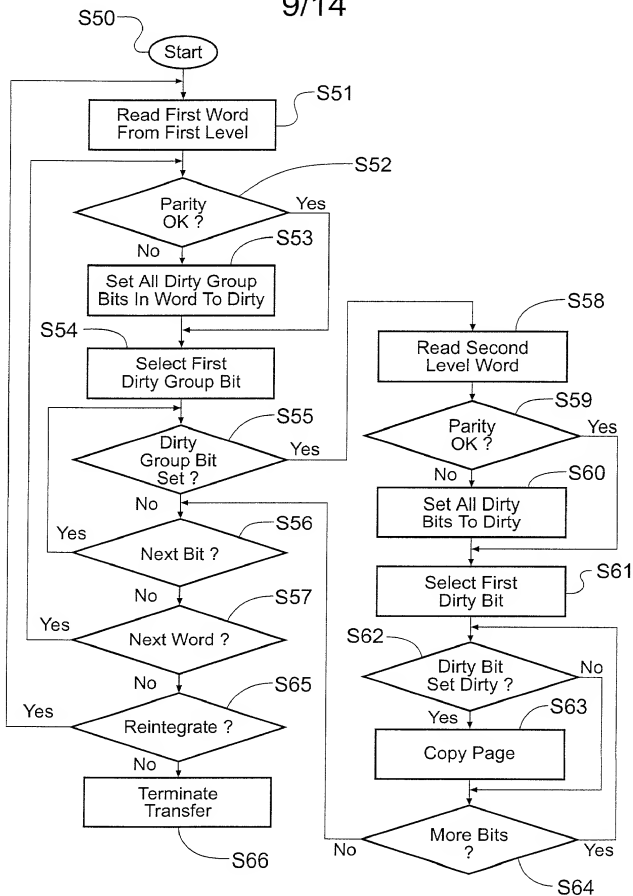 9/14
S50
Start
S51
Read First Word
From First Level
S52
Parity
OK ?
Yes
No
S53
Set All Dirty Group
Bits In Word To Dirty
S54
Select First
Dirty Group Bit
S55
Dirty
Group Bit
Set ?
Yes
No
S56
Next Bit ?
Yes
No
S57
Next Word ?
Yes
No
S65
Reintegrate ?
Yes
No
Terminate
Transfer
S66
S58
Read Second
Level Word
S59
Parity
OK ?
Yes
No
S60
Set All Dirty
Bits To Dirty
S61
Select First
Dirty Bit
S62
Dirty Bit
Set Dirty ?
No
Yes
S63
Copy Page
More Bits
?
No
Yes
S64